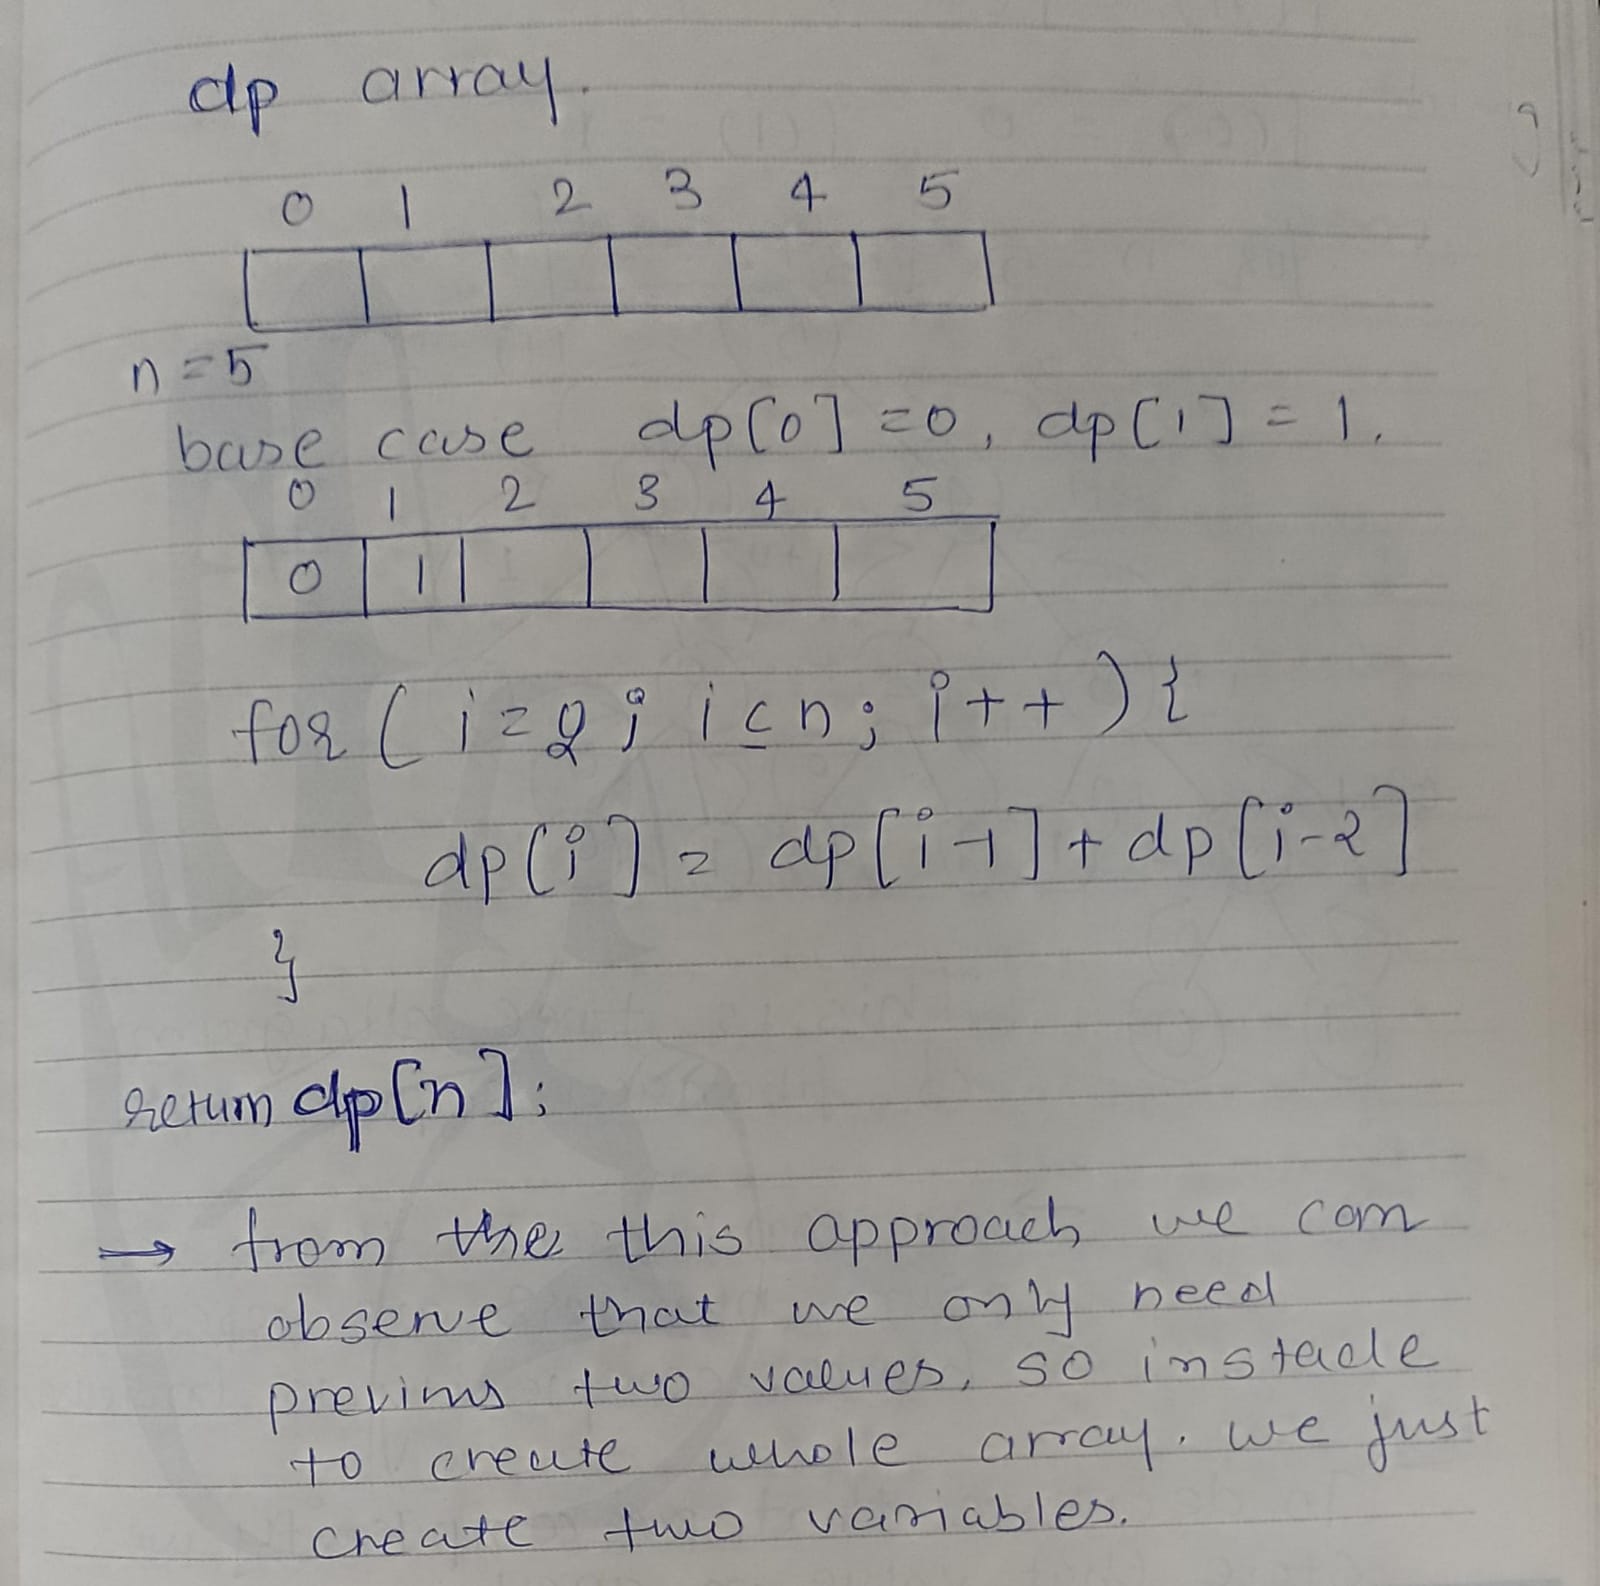 dp array.
0 1 2 3 4 5
n=5
base case dp[0]=0, dp[1]=1.
0 1 2 3 4 5
0 1
for ( i=2; i≤n; i++ ) {
dp[i] = dp[i-1] + dp[i-2]
}
return dp[n];
→ from the this approach we can
observe that we only need
previous two values, so instade
to create whole array. we just
create two variables.